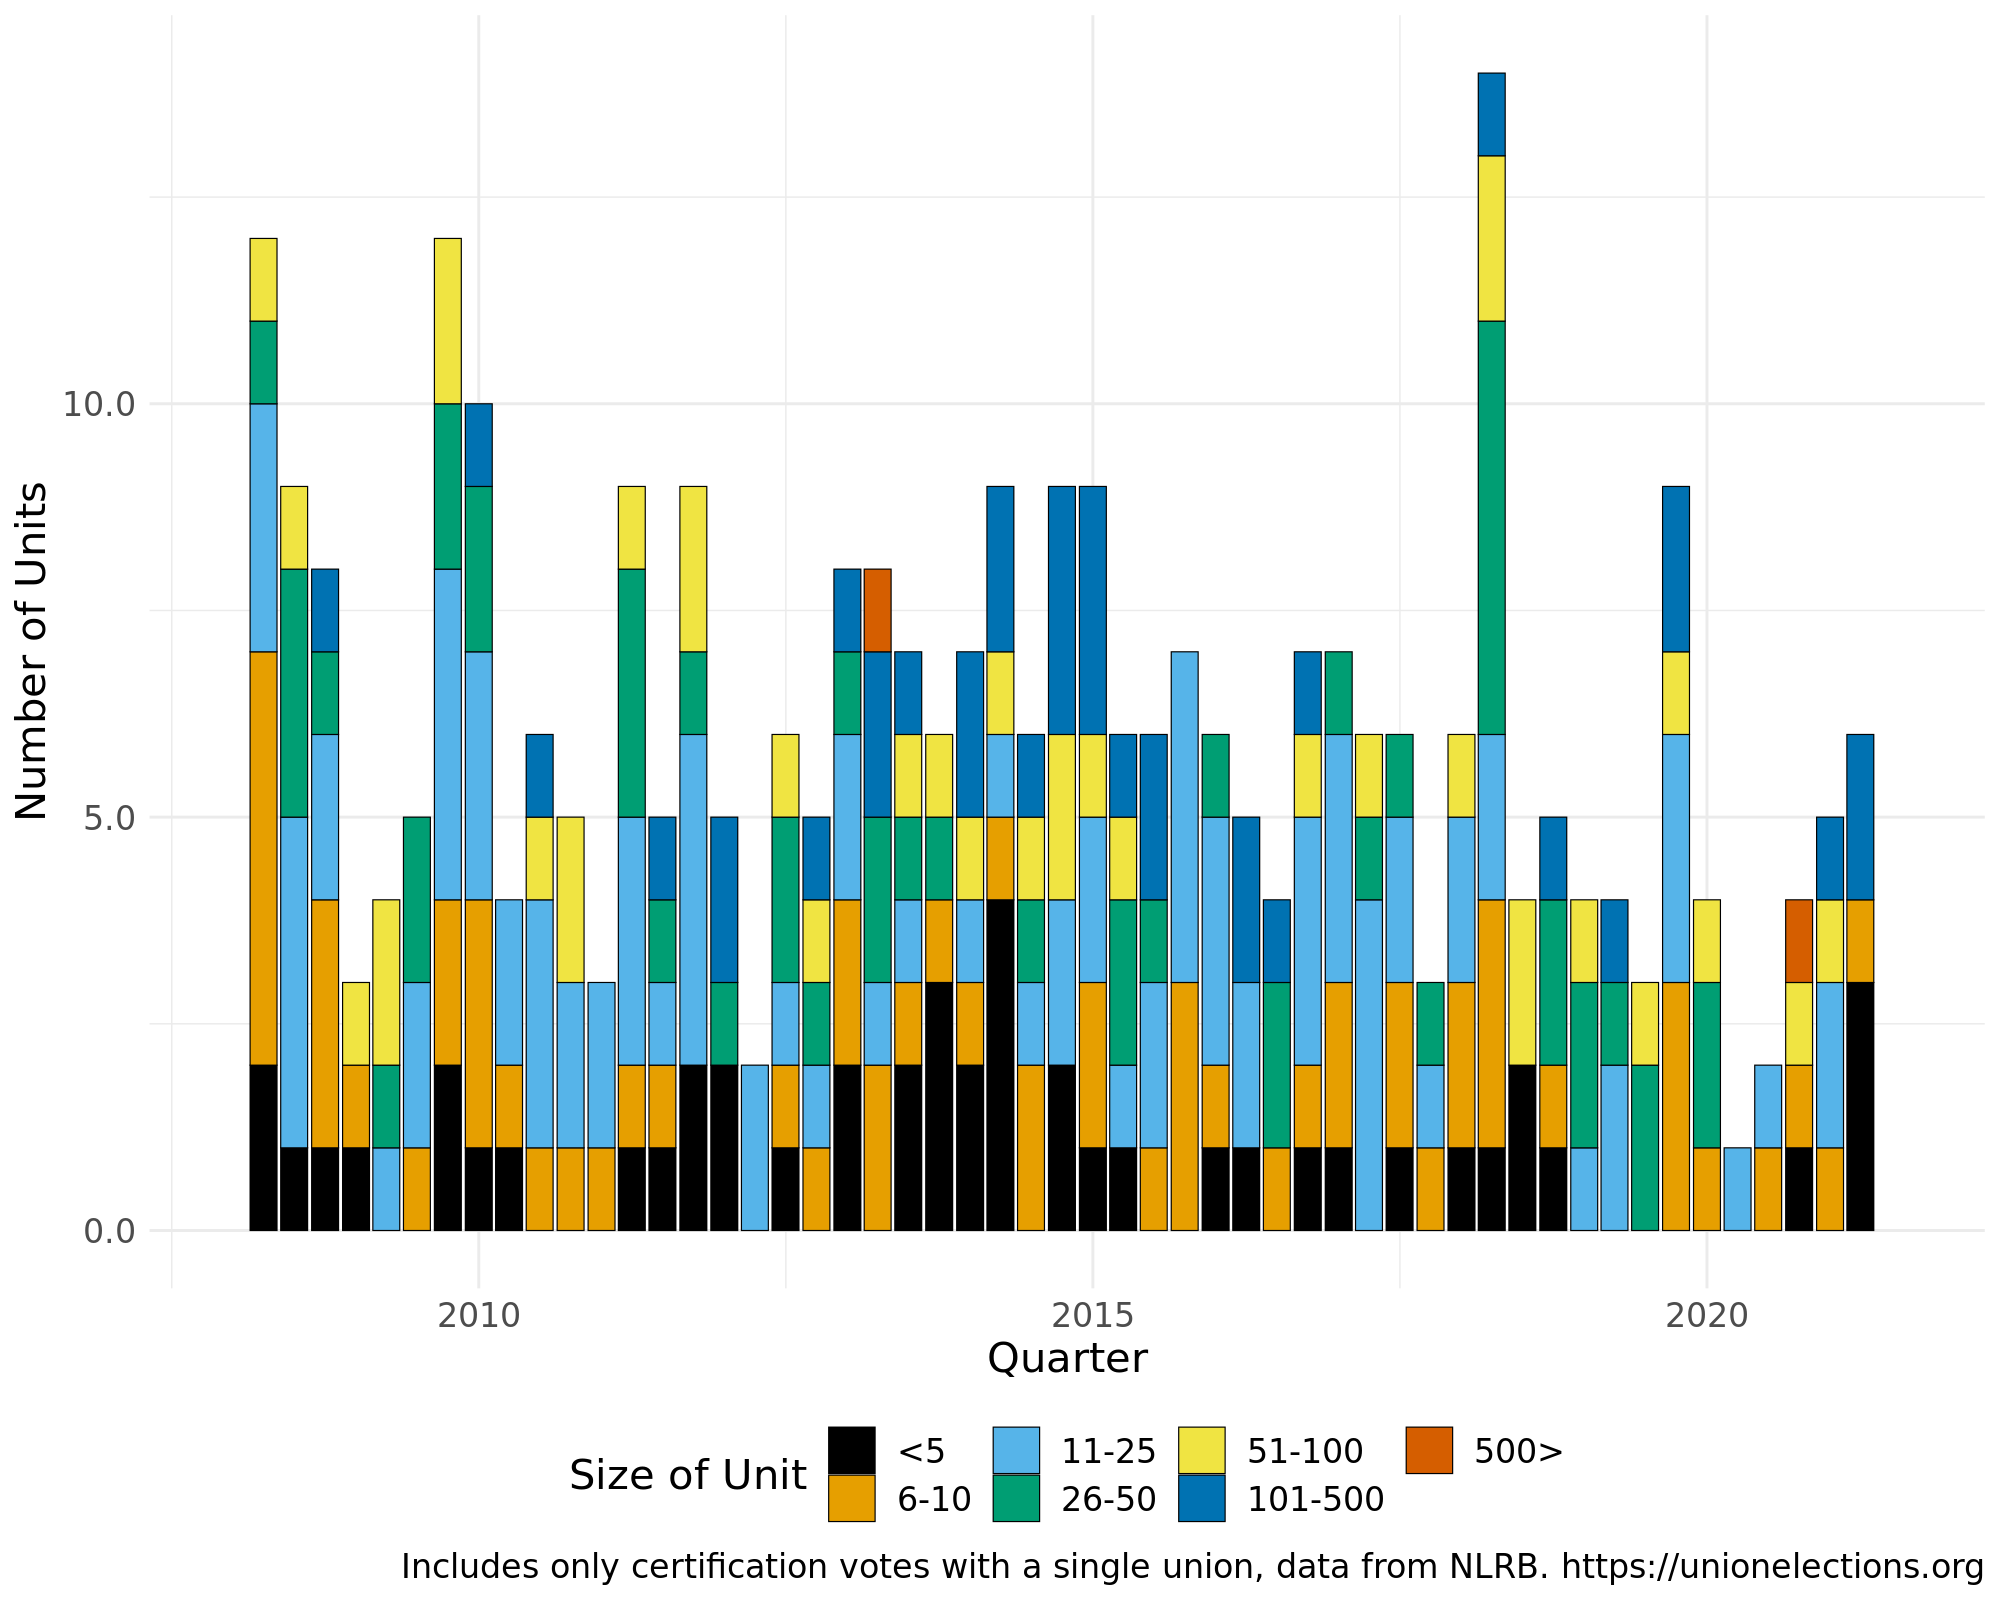 Number of Units
10.0
5.0
0.0
2010 2015 2020
Quarter
Size of Unit
<5 11-25 51-100 500>
6-10 26-50 101-500
Includes only certification votes with a single union, data from NLRB. https://unionelections.org